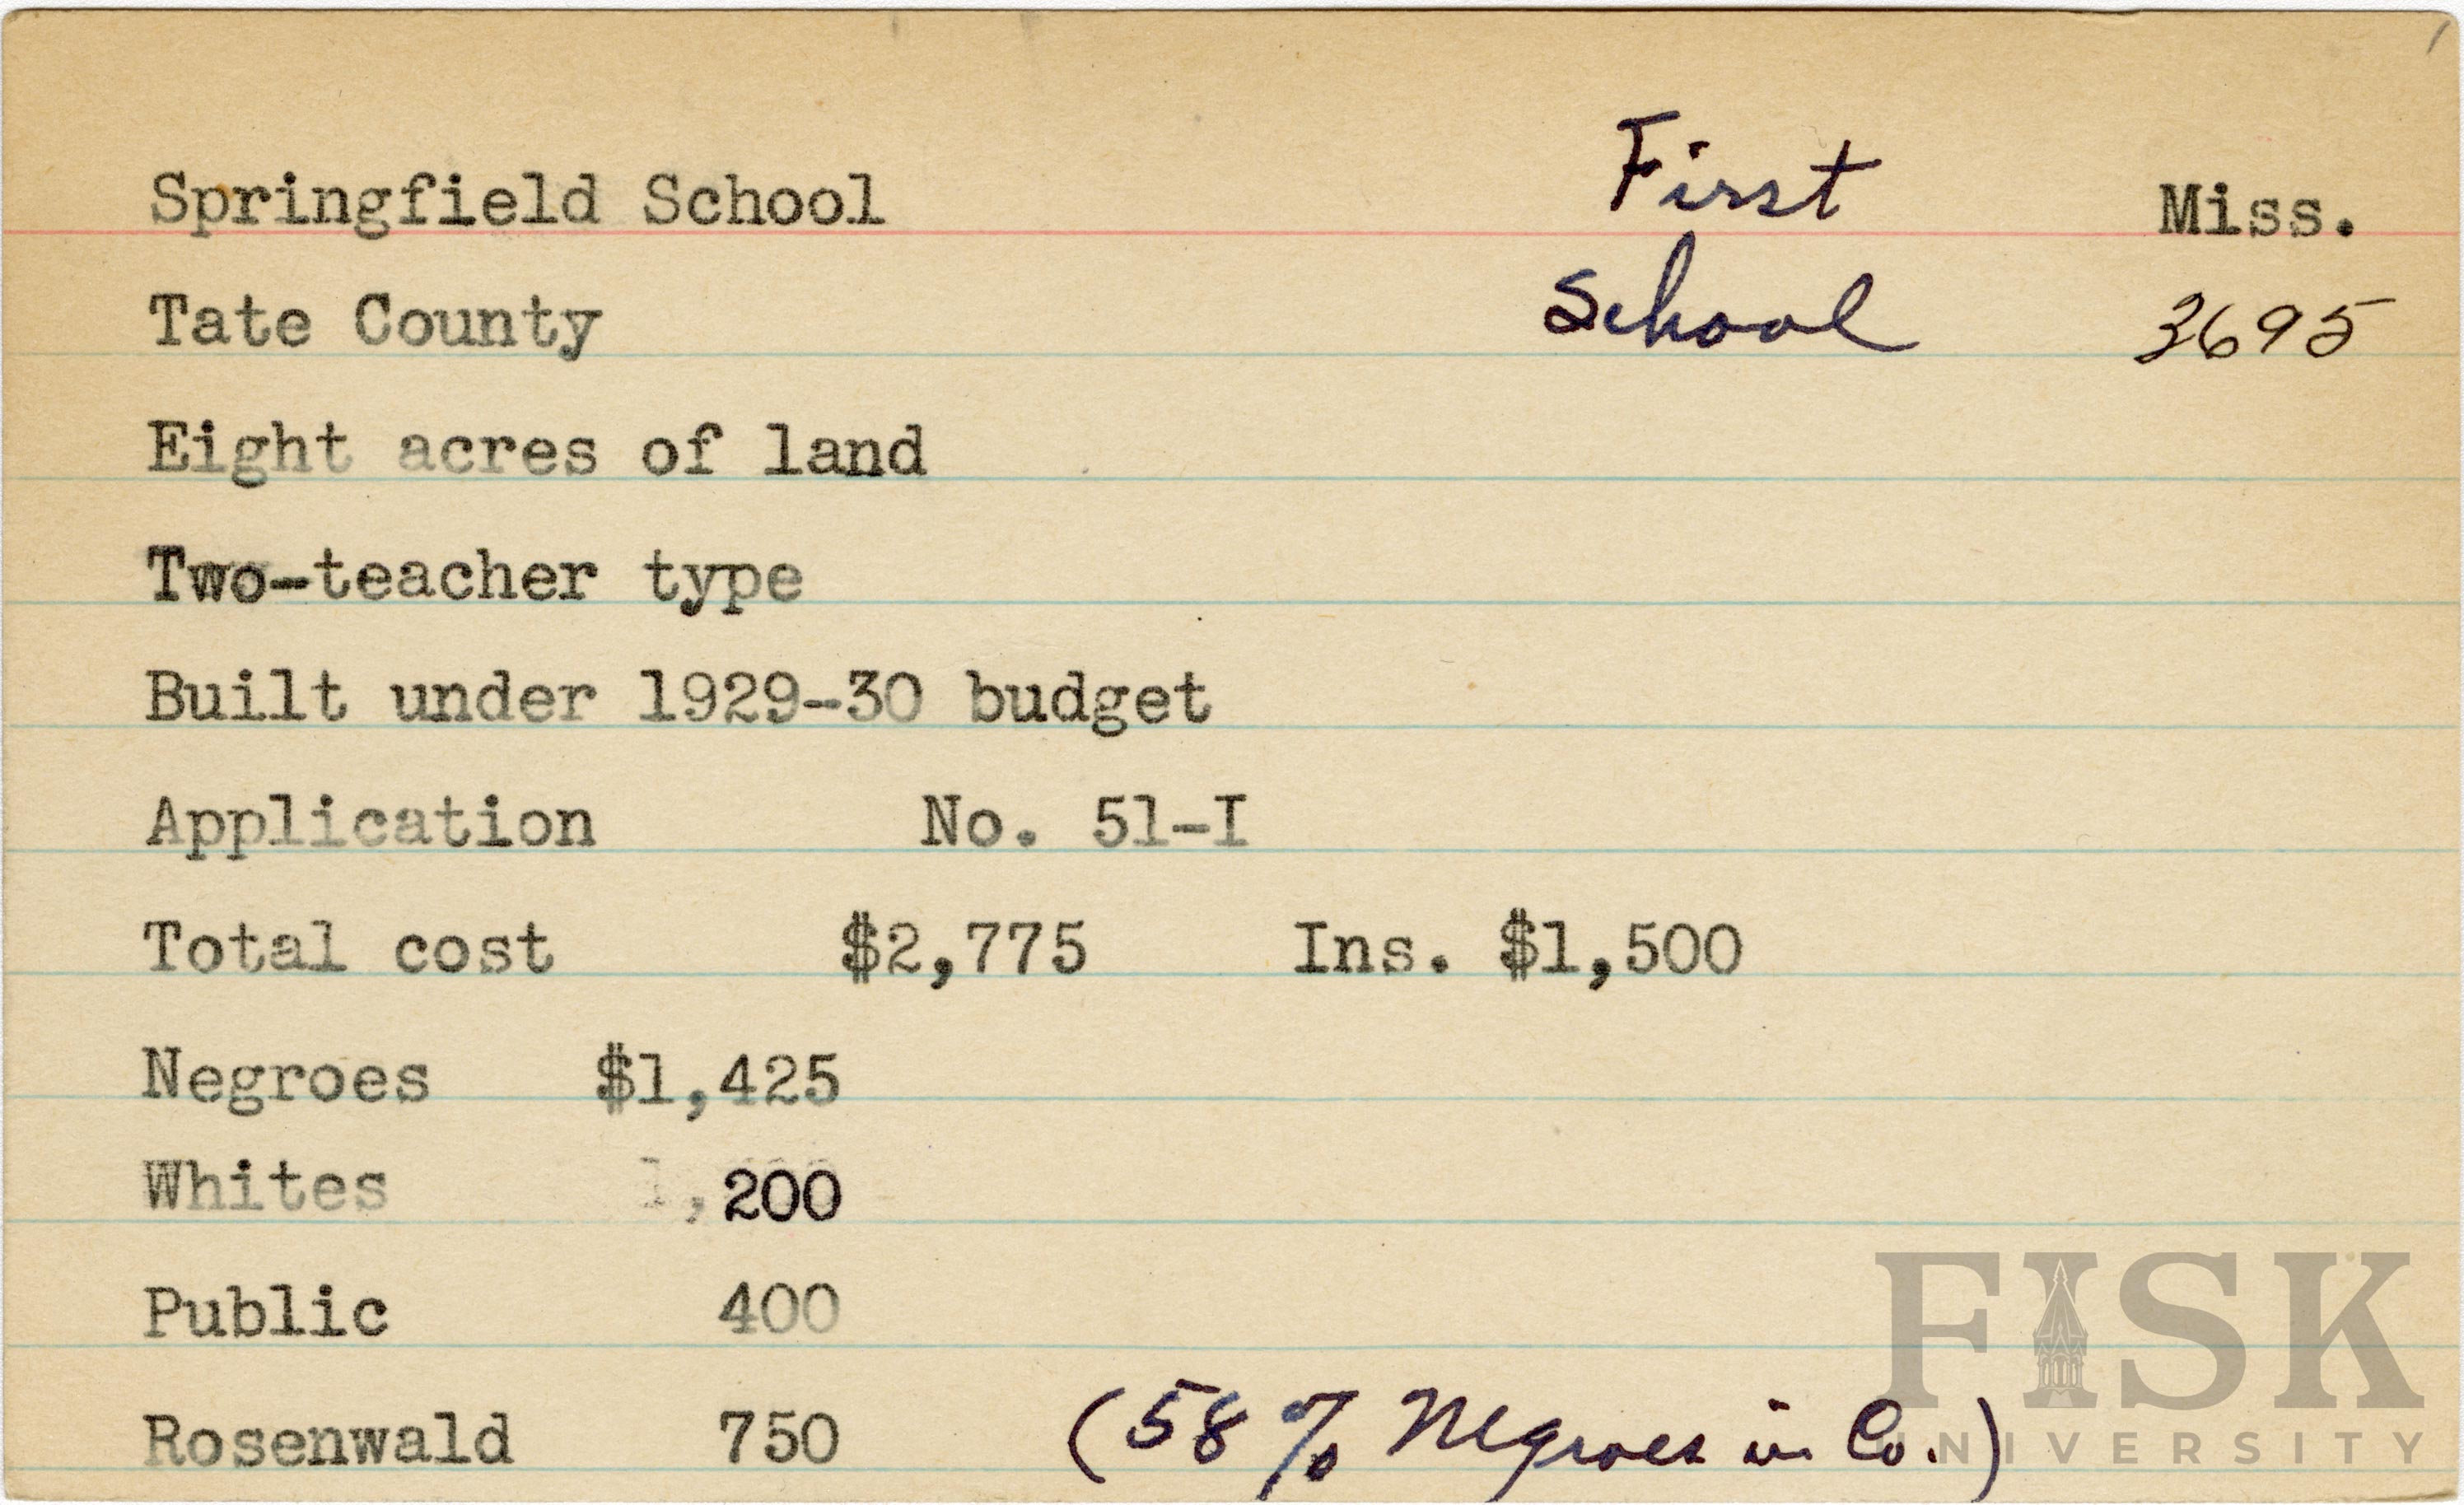 Springfield School First Miss.
Tate County School 3695
Eight acres of land
Two-teacher type
Built under 1929-30 budget
Application No. 51-I
Total cost $2,775 Ins. $1,500
Negroes $1,425
Whites 200
Public 400
Rosenwald 750 (58% Negroes in Co.)
FISK
UNIVERSITY